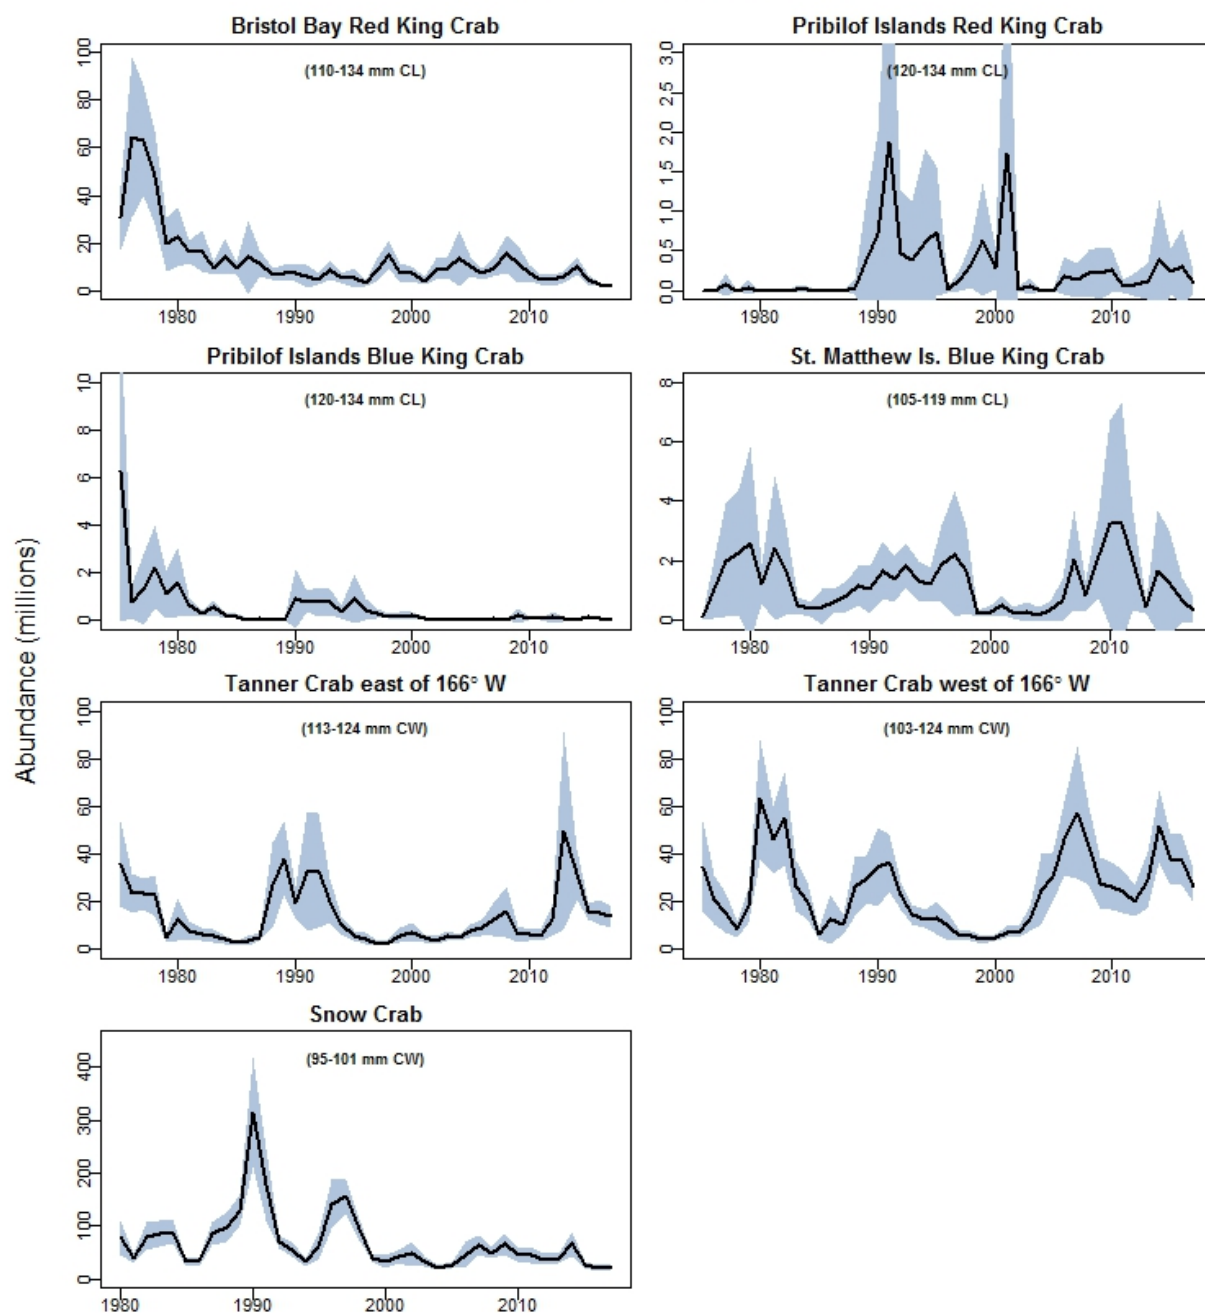 Abundance (millions)
Bristol Bay Red King Crab
(110-134 mm CL)
100
80
60
40
20
0
1980 1990 2000 2010
Pribilof Islands Red King Crab
(120-134 mm CL)
3.0
2.5
2.0
1.5
1.0
0.5
0.0
1980 1990 2000 2010
Pribilof Islands Blue King Crab
(120-134 mm CL)
10
8
6
4
2
0
1980 1990 2000 2010
St. Matthew Is. Blue King Crab
(105-119 mm CL)
8
6
4
2
0
1980 1990 2000 2010
Tanner Crab east of 166° W
(113-124 mm CW)
100
80
60
40
20
0
1980 1990 2000 2010
Tanner Crab west of 166° W
(103-124 mm CW)
100
80
60
40
20
0
1980 1990 2000 2010
Snow Crab
(95-101 mm CW)
400
300
200
100
0
1980 1990 2000 2010